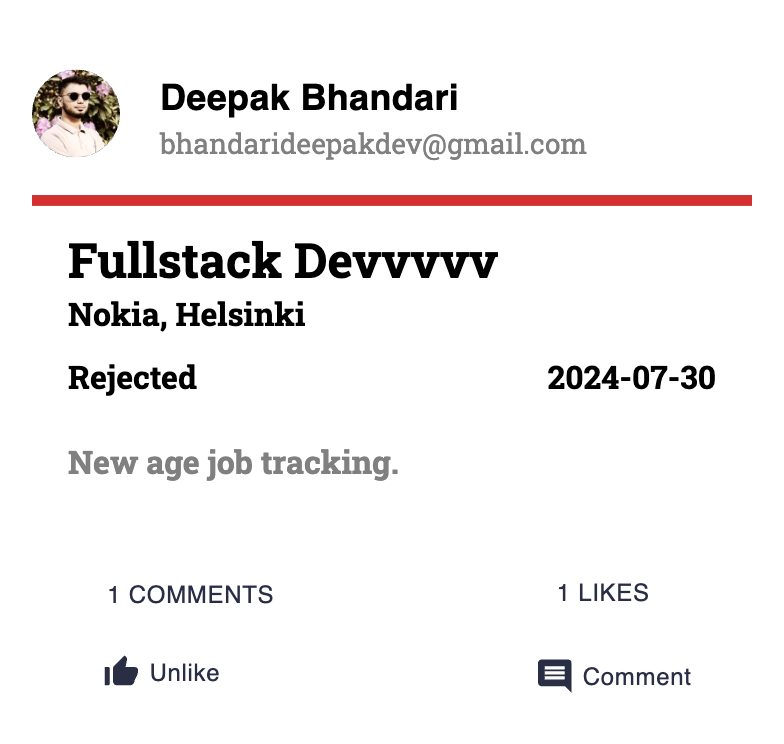 Deepak Bhandari
bhandarideepakdev@gmail.com
Fullstack Devvvvv
Nokia, Helsinki
Rejected 2024-07-30
New age job tracking.
1 COMMENTS 1 LIKES
Unlike Comment